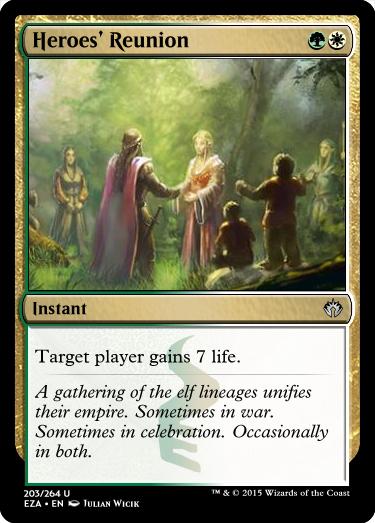 Heroes' Reunion
Instant
Target player gains 7 life.
A gathering of the elf lineages unifies
their empire. Sometimes in war.
Sometimes in celebration. Occasionally
in both.
203/264 U
EZA • EN Julian Wicik
™ & © 2015 Wizards of the Coast